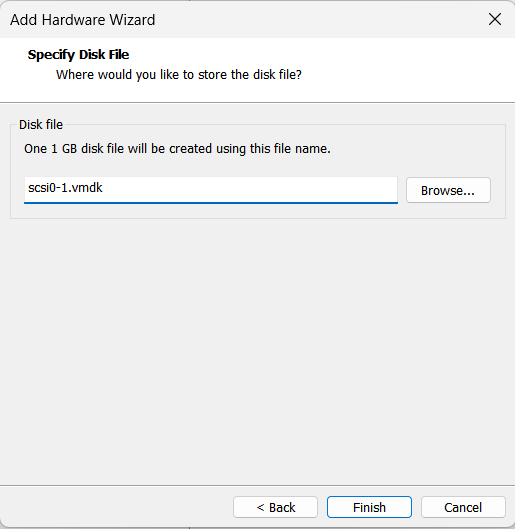 Add Hardware Wizard
Specify Disk File
Where would you like to store the disk file?
Disk file
One 1 GB disk file will be created using this file name.
scsi0-1.vmdk
Browse...
< Back
Finish
Cancel